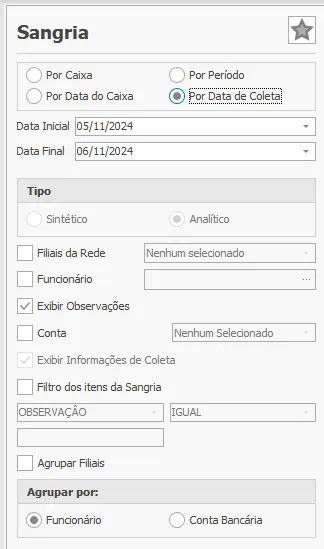 Sangria
Por Caixa Por Período
Por Data do Caixa Por Data de Coleta
Data Inicial 05/11/2024
Data Final 06/11/2024
Tipo
Sintético Analítico
Filiais da Rede Nenhum selecionado
Funcionário ...
Exibir Observações
Conta Nenhum Selecionado
Exibir Informações de Coleta
Filtro dos itens da Sangria
OBSERVAÇÃO IGUAL
Agrupar Filiais
Agrupar por:
Funcionário Conta Bancária